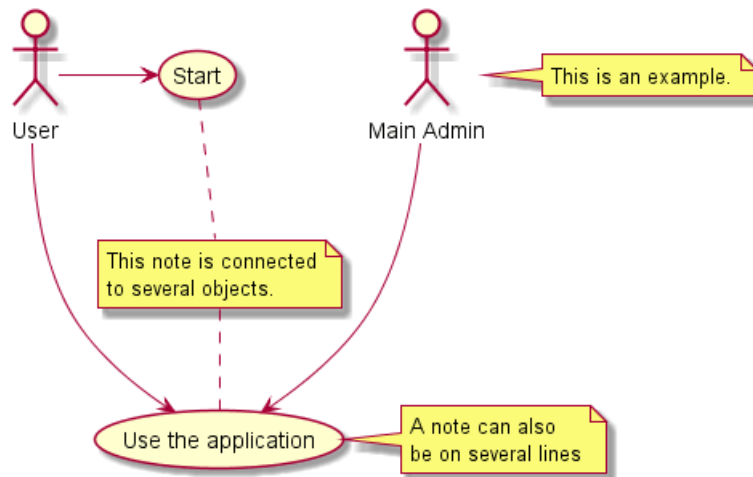 Start
This is an example.
User
Main Admin
This note is connected
to several objects.
Use the application
A note can also
be on several lines